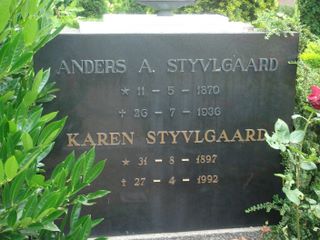 ANDERS A. STYVLGAARD
* 11 - 5 - 1870
† 26 - 7 - 1936
KAREN STYVLGAARD
* 31 - 8 - 1897
† 27 - 4 - 1992